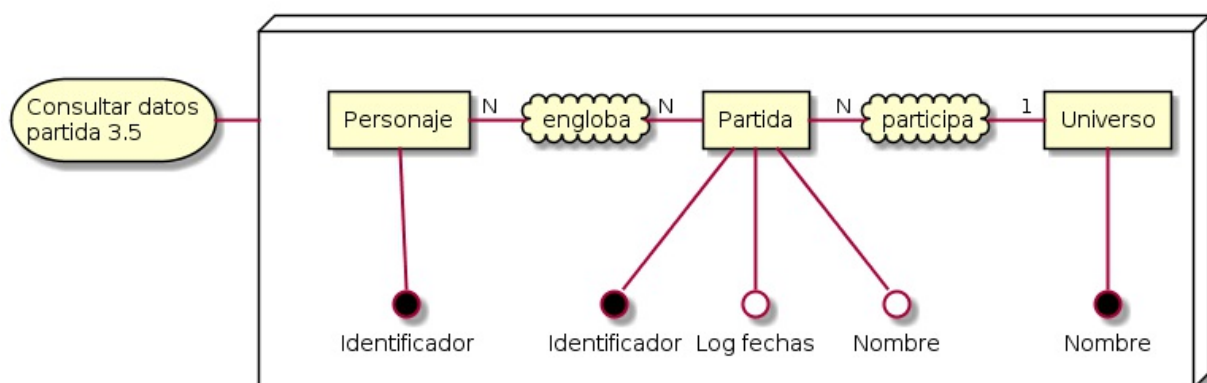 Consultar datos
partida 3.5
Personaje
N
engloba
N
Partida
N
participa
1
Universo
Identificador
Identificador
Log fechas
Nombre
Nombre